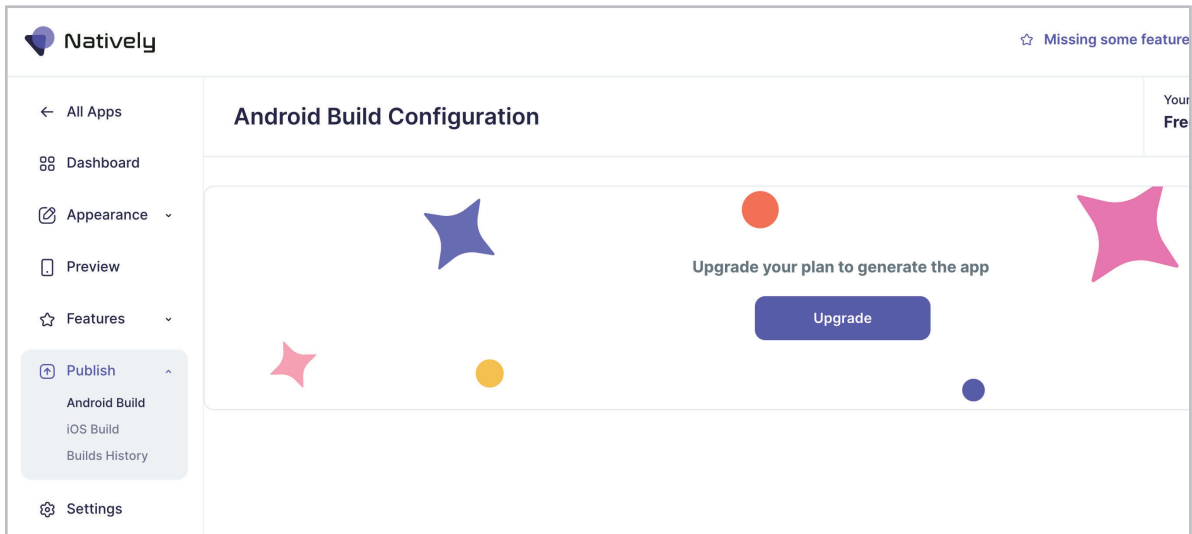 Natively
Missing some feature
All Apps
Android Build Configuration
Your
Fre
Dashboard
Appearance
Preview
Upgrade your plan to generate the app
Features
Upgrade
Publish
Android Build
iOS Build
Builds History
Settings